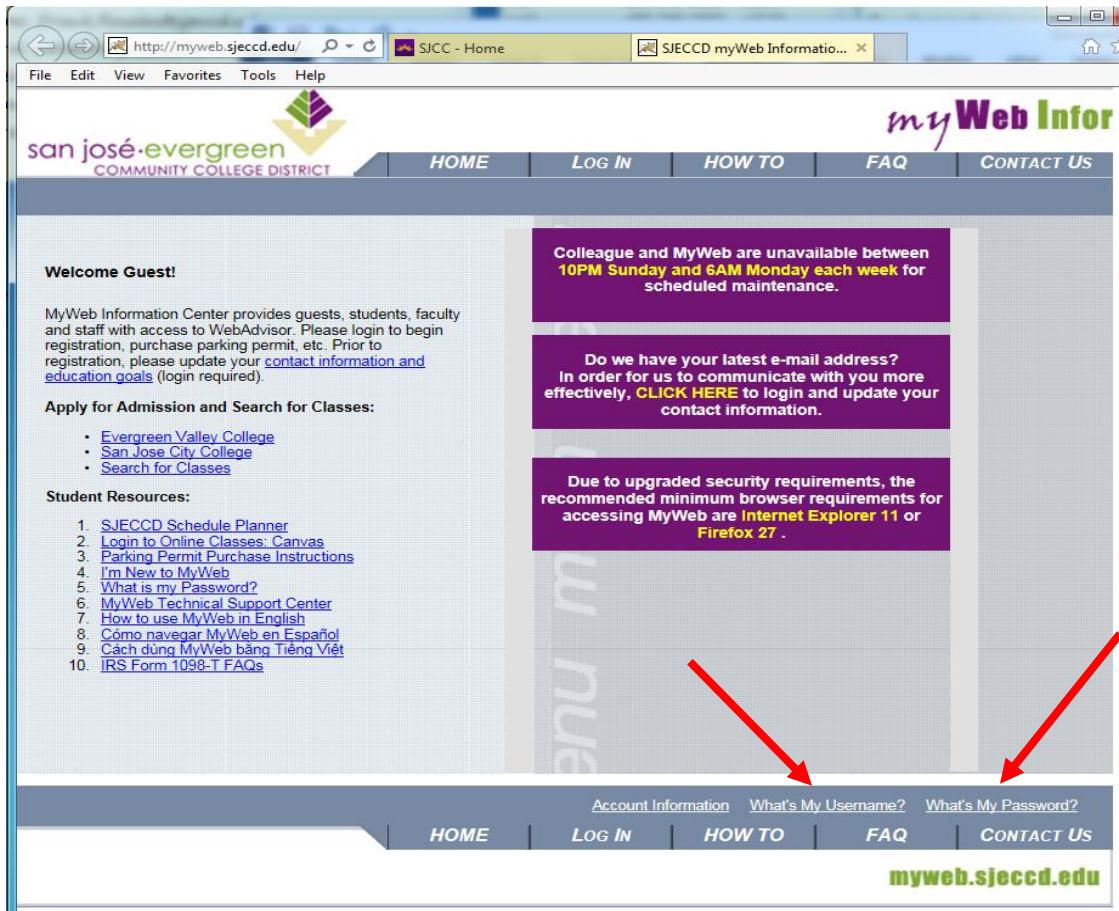 http://myweb.sjeccd.edu/
SJCC - Home
SJECCD myWeb Informatio...
File Edit View Favorites Tools Help
san josé·evergreen
COMMUNITY COLLEGE DISTRICT
my Web Infor
HOME LOG IN HOW TO FAQ CONTACT US
Welcome Guest!
MyWeb Information Center provides guests, students, faculty
and staff with access to WebAdvisor. Please login to begin
registration, purchase parking permit, etc. Prior to
registration, please update your contact information and
education goals (login required).
Apply for Admission and Search for Classes:
• Evergreen Valley College
• San Jose City College
• Search for Classes
Student Resources:
1. SJECCD Schedule Planner
2. Login to Online Classes: Canvas
3. Parking Permit Purchase Instructions
4. I'm New to MyWeb
5. What is my Password?
6. MyWeb Technical Support Center
7. How to use MyWeb in English
8. Cómo navegar MyWeb en Español
9. Cách dùng MyWeb bằng Tiếng Việt
10. IRS Form 1098-T FAQs
Colleague and MyWeb are unavailable between
10PM Sunday and 6AM Monday each week for
scheduled maintenance.
Do we have your latest e-mail address?
In order for us to communicate with you more
effectively, CLICK HERE to login and update your
contact information.
Due to upgraded security requirements, the
recommended minimum browser requirements for
accessing MyWeb are Internet Explorer 11 or
Firefox 27 .
Account Information What's My Username? What's My Password?
HOME LOG IN HOW TO FAQ CONTACT US
myweb.sjeccd.edu